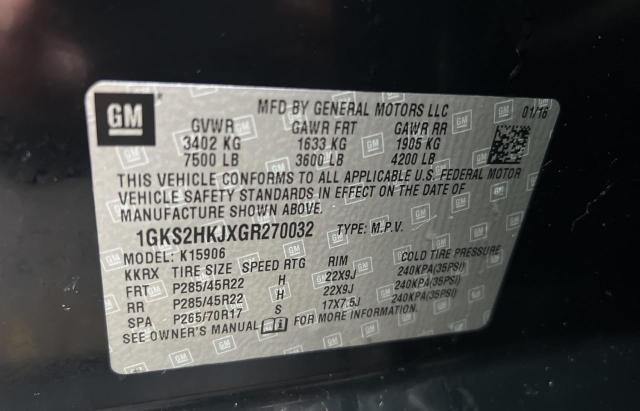 GM
MFD BY GENERAL MOTORS LLC 01/16
GVWR GAWR FRT GAWR RR
3402 KG 1633 KG 1905 KG
7500 LB 3600 LB 4200 LB
THIS VEHICLE CONFORMS TO ALL APPLICABLE U.S. FEDERAL MOTOR
VEHICLE SAFETY STANDARDS IN EFFECT ON THE DATE OF
MANUFACTURE SHOWN ABOVE.
1GKS2HKJXGR270032 TYPE: M.P.V.
MODEL: K15906
KKRX TIRE SIZE SPEED RTG RIM COLD TIRE PRESSURE
FRT P285/45R22 H 22X9J 240KPA(35PSI)
RR P285/45R22 H 22X9J 240KPA(35PSI)
SPA P265/70R17 S 17X7.5J 240KPA(35PSI)
SEE OWNER'S MANUAL FOR MORE INFORMATION